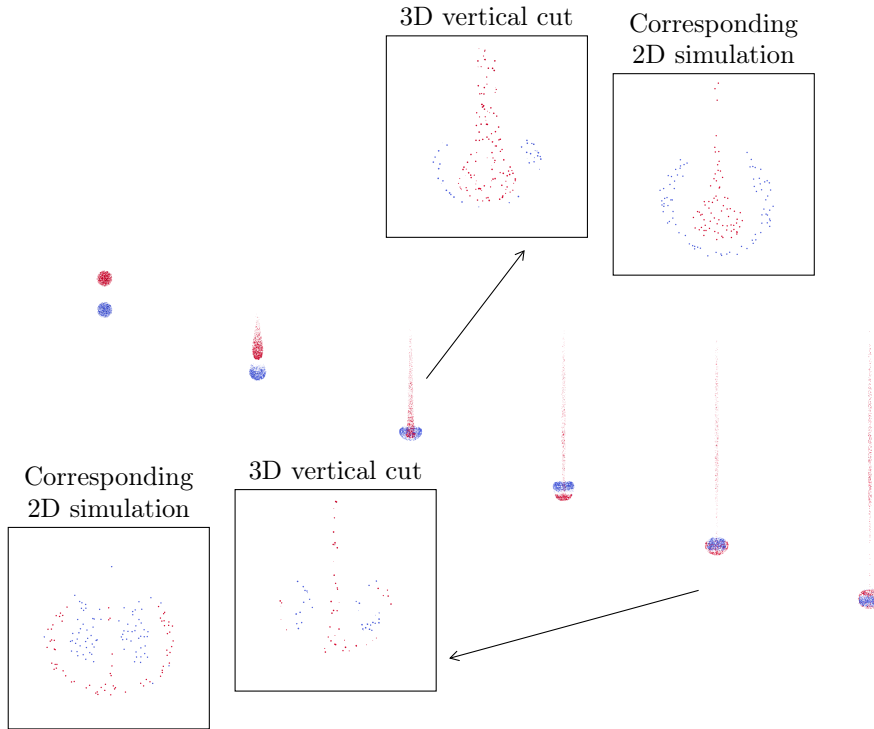 3D vertical cut
Corresponding
2D simulation
Corresponding
2D simulation
3D vertical cut